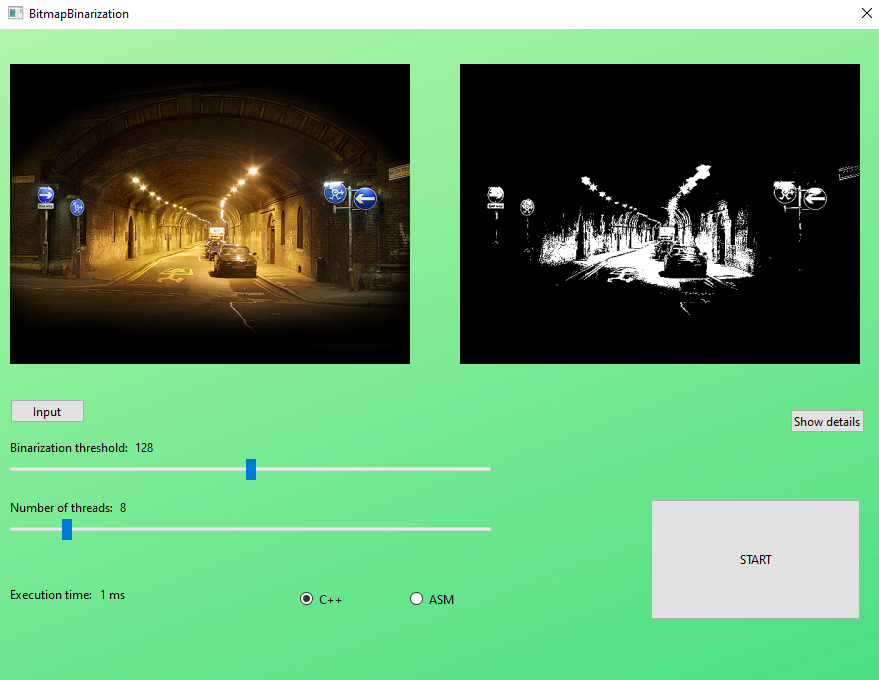 BitmapBinarization
Input
Show details
Binarization threshold: 128
Number of threads: 8
START
Execution time: 1 ms
C++
ASM